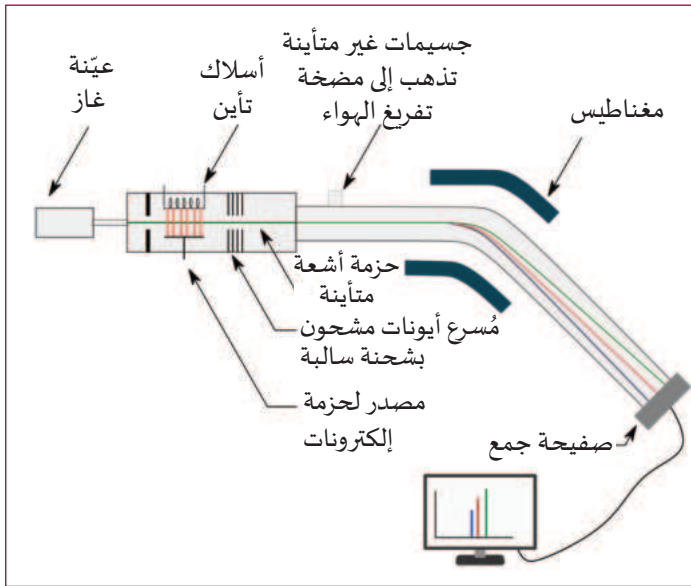 عيّنة
غاز
أسلاك
تأين
جسيمات غير متأينة
تذهب إلى مضخة
تفريغ الهواء
مغناطيس
حزمة أشعة
متأينة
مُسرع أيونات مشحون
بشحنة سالبة
مصدر لحزمة
إلكترونات
صفيحة جمع